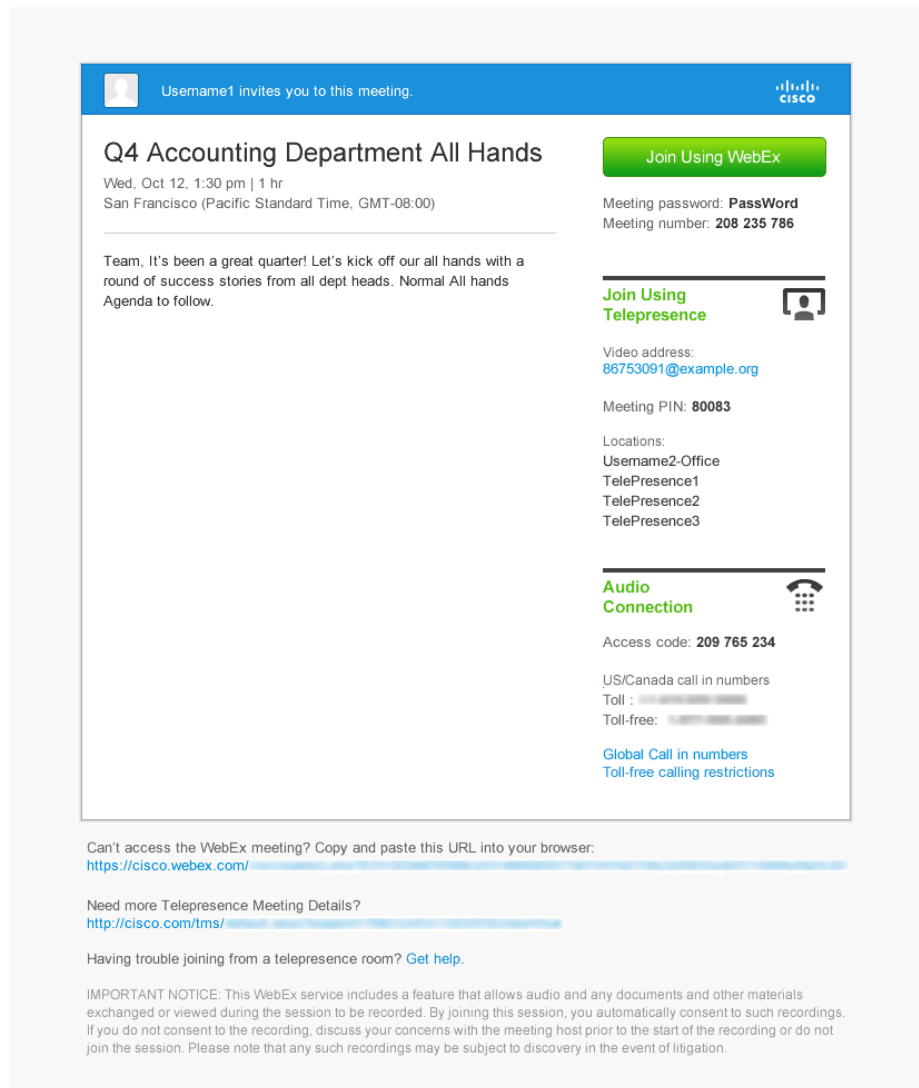 Username1 invites you to this meeting.
CISCO
Q4 Accounting Department All Hands
Wed, Oct 12, 1:30 pm | 1 hr
San Francisco (Pacific Standard Time, GMT-08:00)
Team, It's been a great quarter! Let's kick off our all hands with a
round of success stories from all dept heads. Normal All hands
Agenda to follow.
Join Using WebEx
Meeting password: PassWord
Meeting number: 208 235 786
Join Using
Telepresence
Video address:
86753091@example.org
Meeting PIN: 80083
Locations:
Username2-Office
TelePresence1
TelePresence2
TelePresence3
Audio
Connection
Access code: 209 765 234
US/Canada call in numbers
Toll :
Toll-free:
Global Call in numbers
Toll-free calling restrictions
Can't access the WebEx meeting? Copy and paste this URL into your browser:
https://cisco.webex.com/
Need more Telepresence Meeting Details?
http://cisco.com/tms/
Having trouble joining from a telepresence room? Get help.
IMPORTANT NOTICE: This WebEx service includes a feature that allows audio and any documents and other materials
exchanged or viewed during the session to be recorded. By joining this session, you automatically consent to such recordings.
If you do not consent to the recording, discuss your concerns with the meeting host prior to the start of the recording or do not
join the session. Please note that any such recordings may be subject to discovery in the event of litigation.